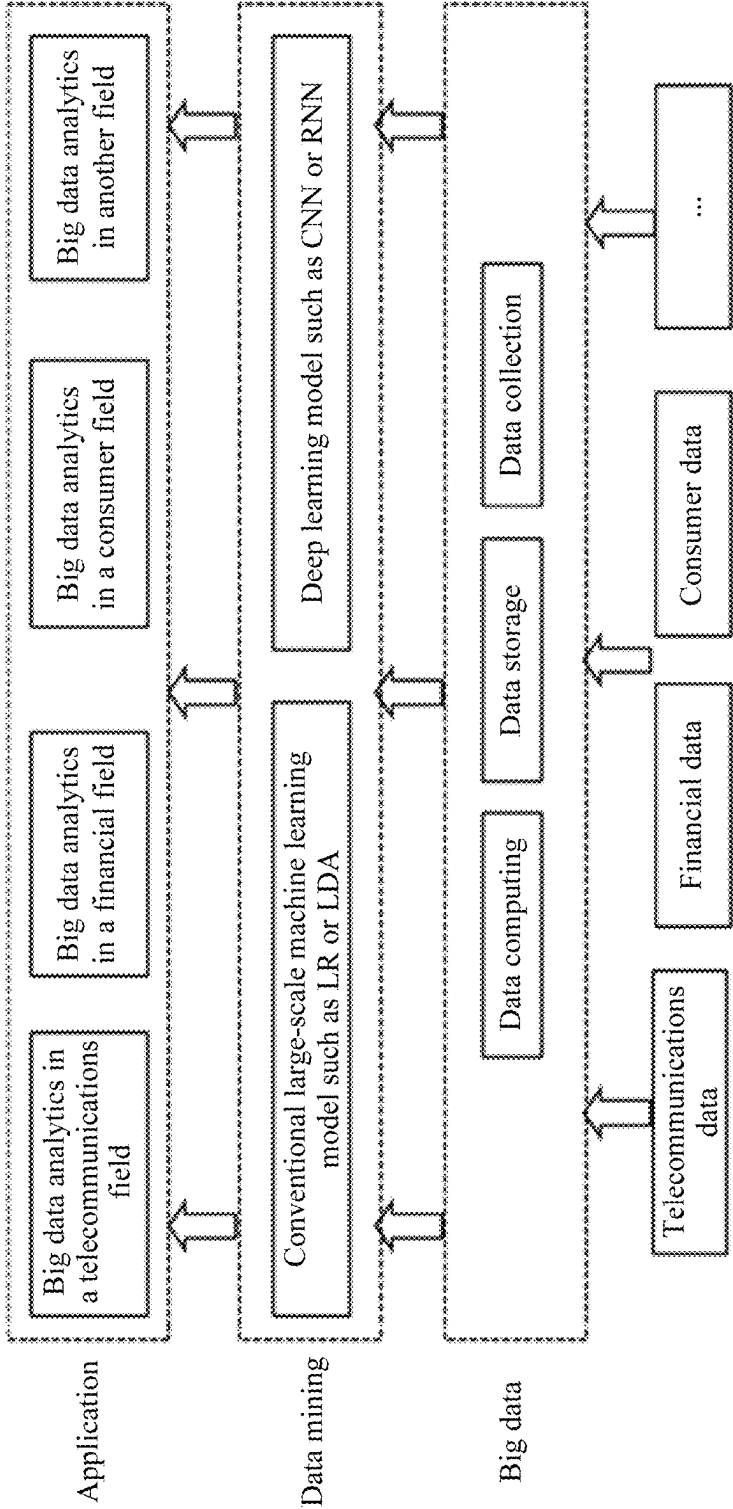 Application
Big data analytics in
a telecommunications
field
Big data analytics
in a financial field
Big data analytics
in a consumer field
Big data analytics
in another field
Data mining
Conventional large-scale machine learning
model such as LR or LDA
Deep learning model such as CNN or RNN
Big data
Data computing
Data storage
Data collection
Telecommunications
data
Financial data
Consumer data
...